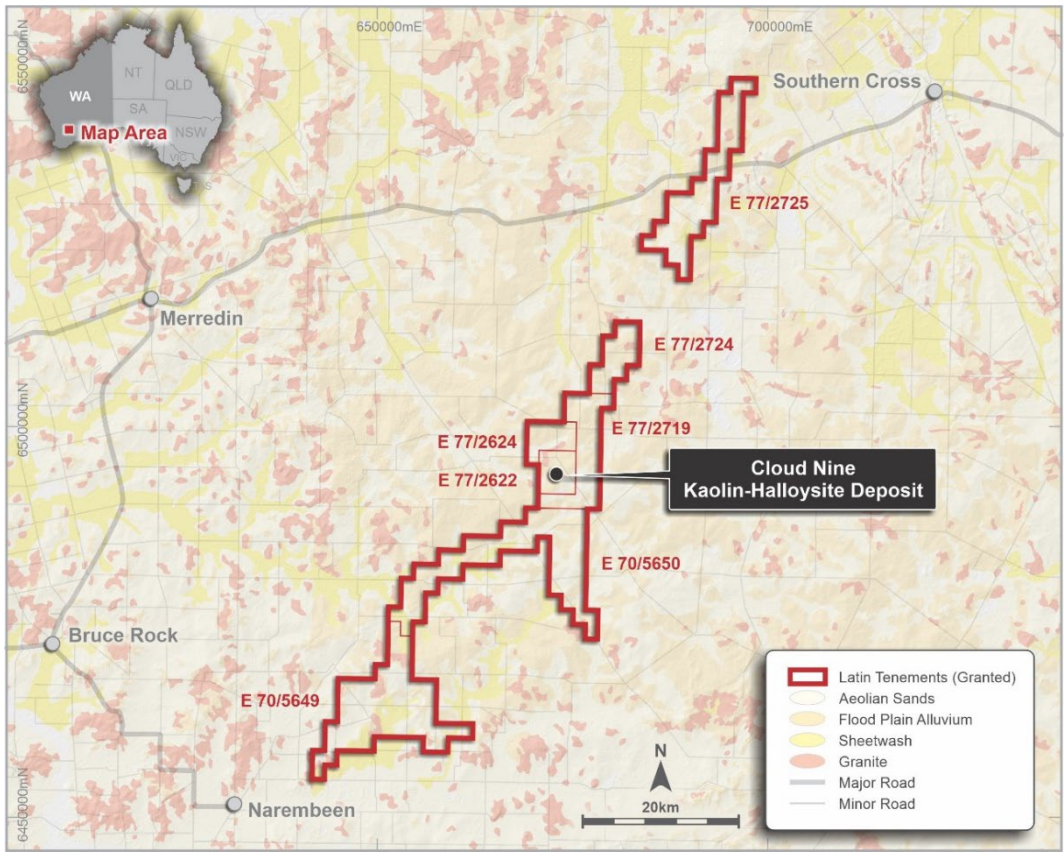 650000mE
700000mE
6550000mN
6500000mN
6450000mN
NT
QLD
WA
SA
NSW
VIC
Map Area
Southern Cross
E 77/2725
Merredin
E 77/2724
E 77/2719
E 77/2624
E 77/2622
Cloud Nine
Kaolin-Halloysite Deposit
E 70/5650
Bruce Rock
E 70/5649
Narembeen
N
20km
Latin Tenements (Granted)
Aeolian Sands
Flood Plain Alluvium
Sheetwash
Granite
Major Road
Minor Road